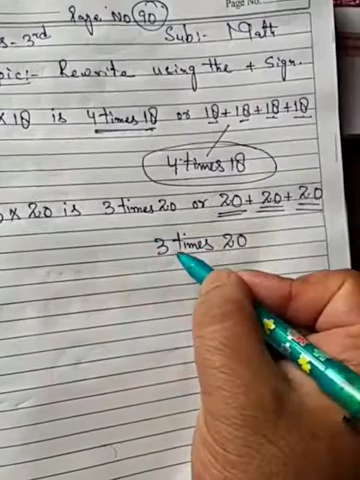 Page No.
Page No 90
s- 3rd Sub:- Math
pic:- Rewrite using the + Sign.
× 18 is 4 times 18 or 18+18+18+18
4 times 18
× 20 is 3 times 20 or 20+20+20
3 times 20